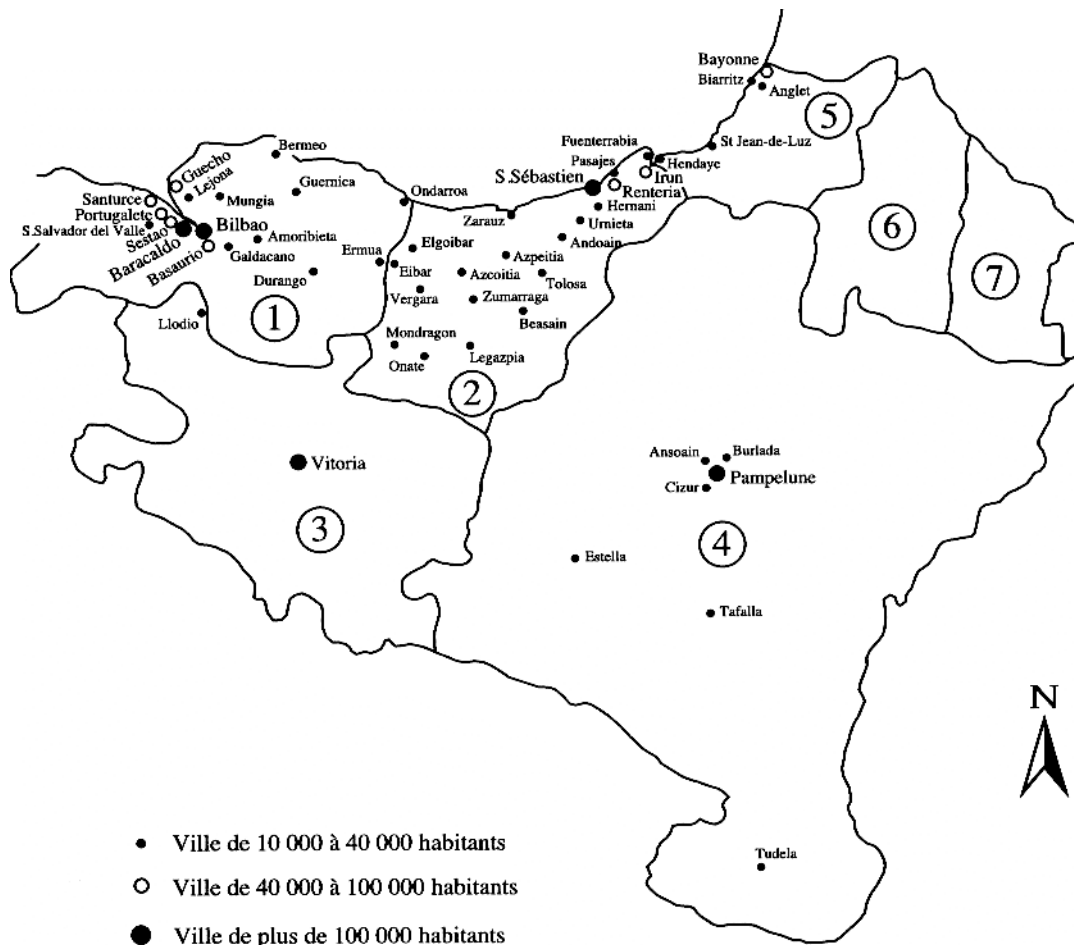 Bayonne
Biarritz
Anglet
5
Fuenterrabia
St Jean-de-Luz
Pasajes
Hendaye
Irun
S.Sébastien
Renteria
Hernani
Bermeo
Guecho
Lejona
Guernica
Ondarroa
Santurce
Mungia
Zarauz
Urnieta
Portugalete
S.Salvador del Valle
Sestao
Bilbao
Baracaldo
Basaurio
Amoribieta
Galdacano
Elgoibar
Andoain
Ermua
Azpeitia
Durango
Eibar
Azcoitia
Tolosa
Vergara
Zumarraga
Beasain
Llodio
1
Mondragon
Onate
Legazpia
2
6
7
Vitoria
3
Ansoain
Burlada
Pampelune
Cizur
4
Estella
Tafalla
N
Tudela
Ville de 10 000 à 40 000 habitants
Ville de 40 000 à 100 000 habitants
Ville de plus de 100 000 habitants